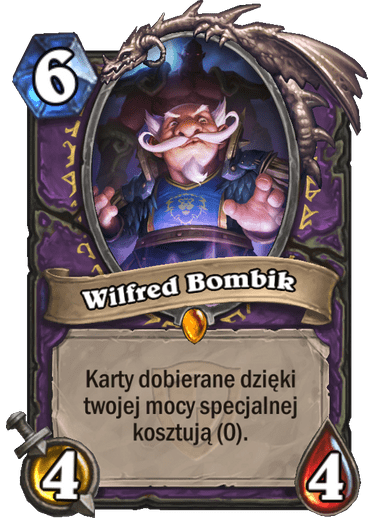 6
Wilfred Bombik
Karty dobierane dzięki
twojej mocy specjalnej
kosztują (0).
4
4